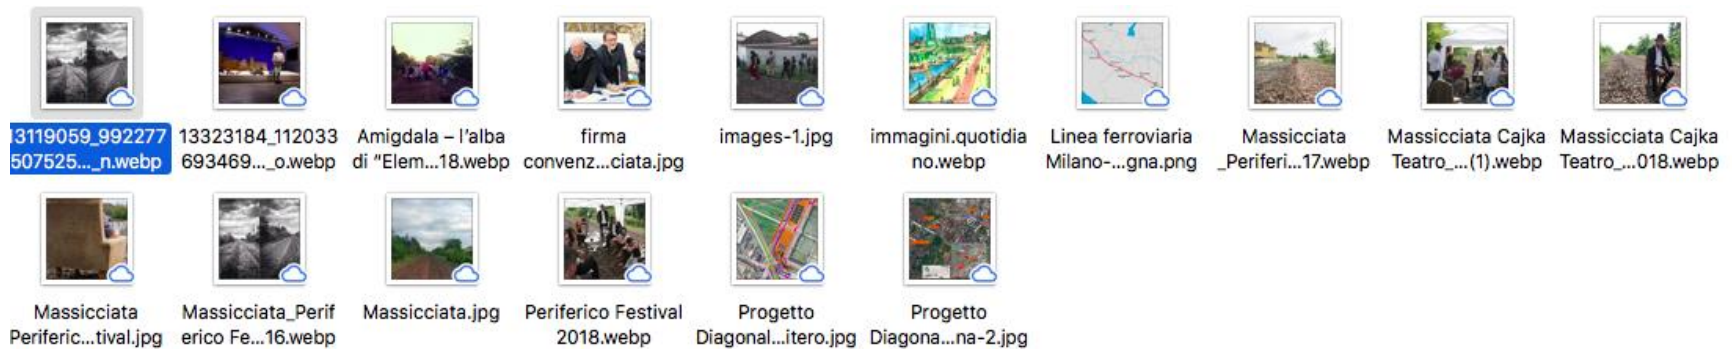 13119059_992277
507525..._n.webp
13323184_112033
693469..._o.webp
Amigdala – l’alba
di “Elem...18.webp
firma
convenz...ciata.jpg
images-1.jpg
immagini.quotidia
no.webp
Linea ferroviaria
Milano-...gna.png
Massicciata
_Periferi...17.webp
Massicciata Cajka
Teatro_...(1).webp
Massicciata Cajka
Teatro_...018.webp
Massicciata
Periferic...tival.jpg
Massicciata_Perif
erico Fe...16.webp
Massicciata.jpg
Periferico Festival
2018.webp
Progetto
Diagonal...itero.jpg
Progetto
Diagona...na-2.jpg